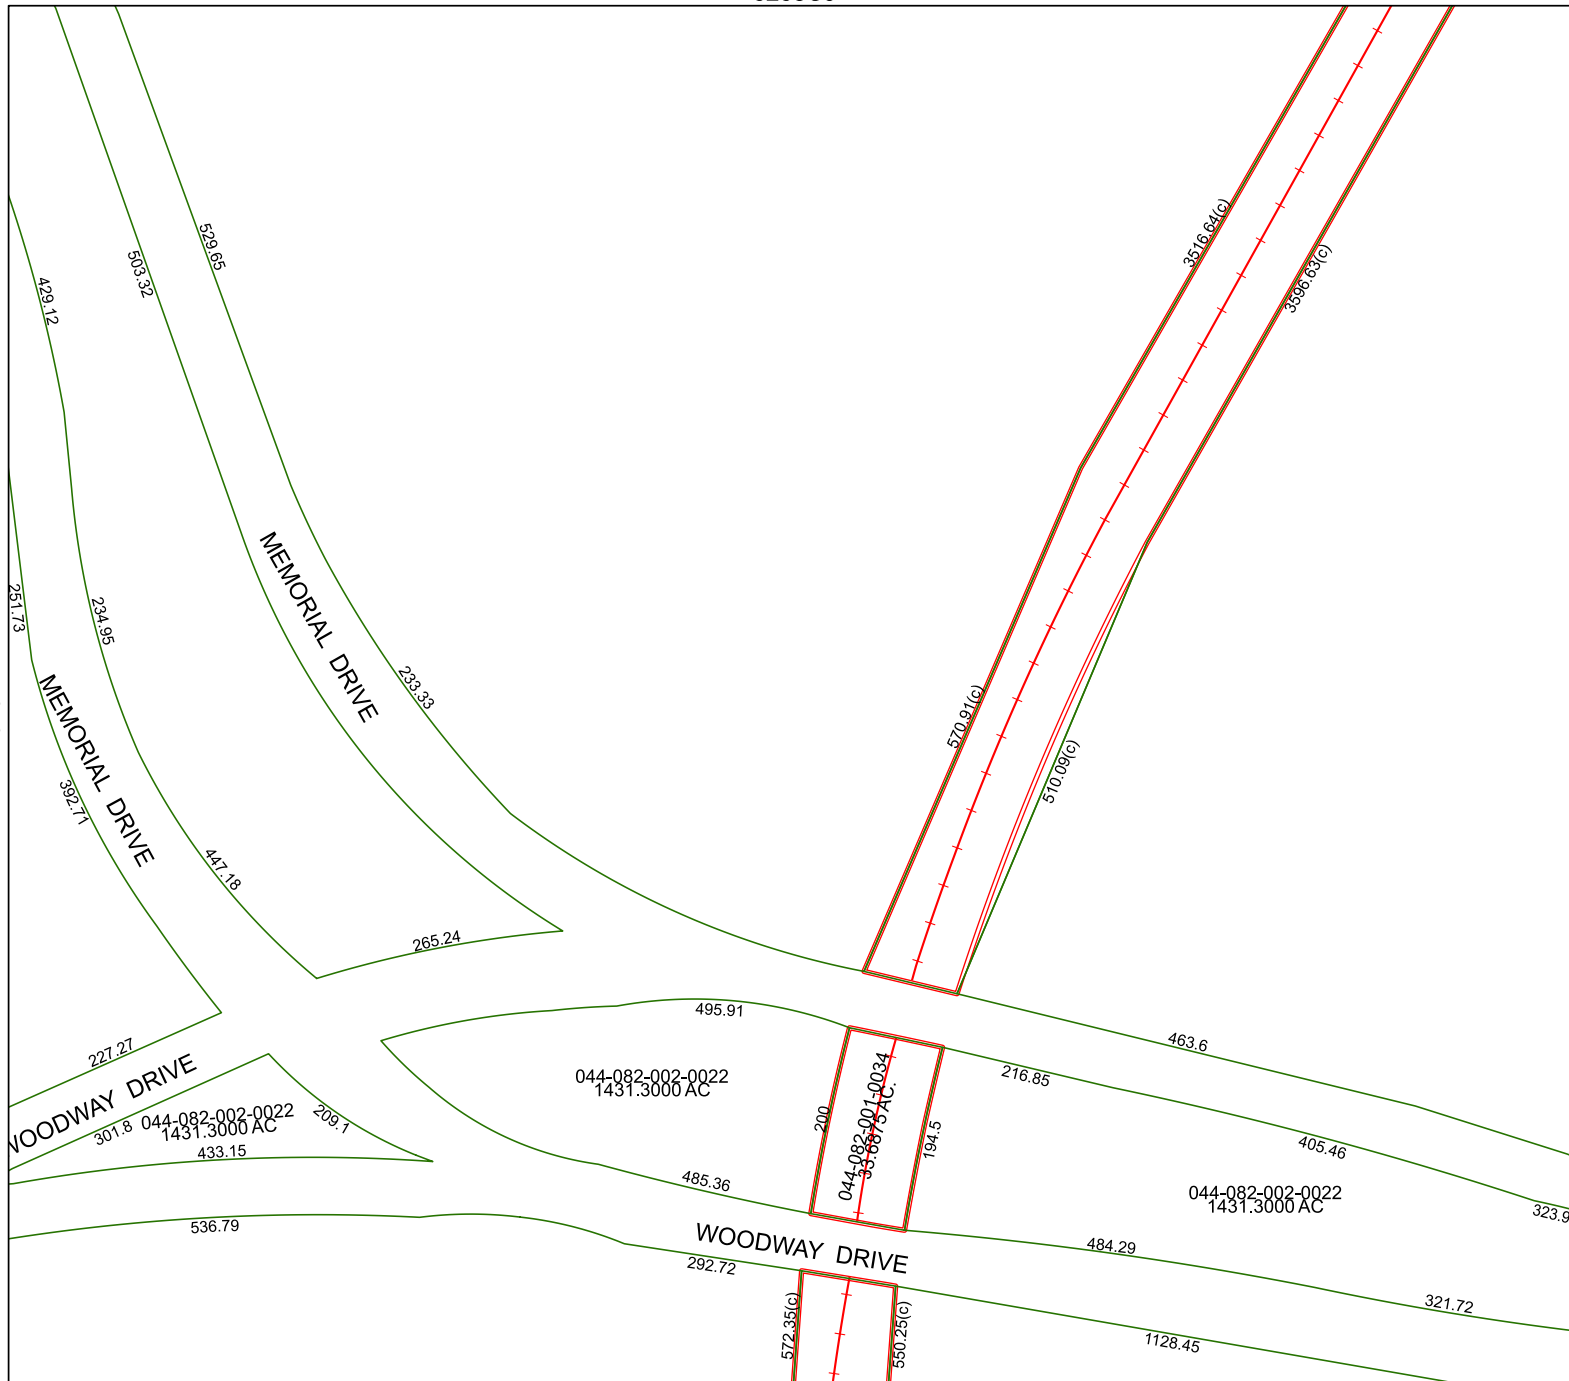 3516.64(c)
529.65
503.32
3596.63(c)
429.12
MEMORIAL DRIVE
251.73
234.95
233.33
MEMORIAL DRIVE
570.91(c)
510.09(c)
392.71
447.18
265.24
495.91
463.6
227.27
044-082-002-0022
1431.3000 AC
216.85
WOODWAY DRIVE
044-082-002-0022
1431.3000 AC
301.8
209.1
433.15
200
044-082-001-0034
33.6875 AC.
194.5
405.46
485.36
044-082-002-0022
1431.3000 AC
323.9
536.79
WOODWAY DRIVE
484.29
292.72
321.72
572.35(c)
550.25(c)
1128.45